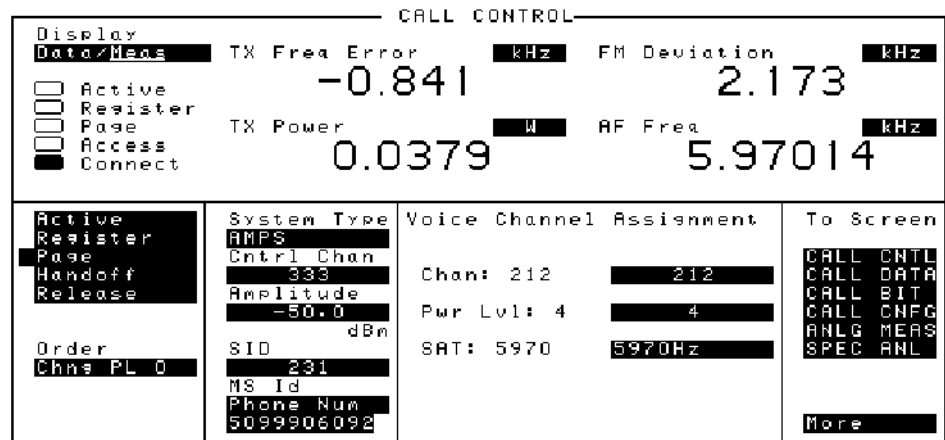 CALL CONTROL
Display
Data/Meas
Active
Register
Page
Access
Connect
TX Freq Error kHz
-0.841
FM Deviation kHz
2.173
TX Power W
0.0379
AF Freq kHz
5.97014
Active
Register
Page
Handoff
Release
Order
Chng PL 0
System Type
AMPS
Cntrl Chan
333
Amplitude
-50.0
dBm
SID
231
MS Id
Phone Num
5099906092
Voice Channel Assignment
Chan: 212 212
Pwr Lvl: 4 4
SAT: 5970 5970Hz
To Screen
CALL CNTL
CALL DATA
CALL BIT
CALL CNFG
ANLG MEAS
SPEC ANL
More